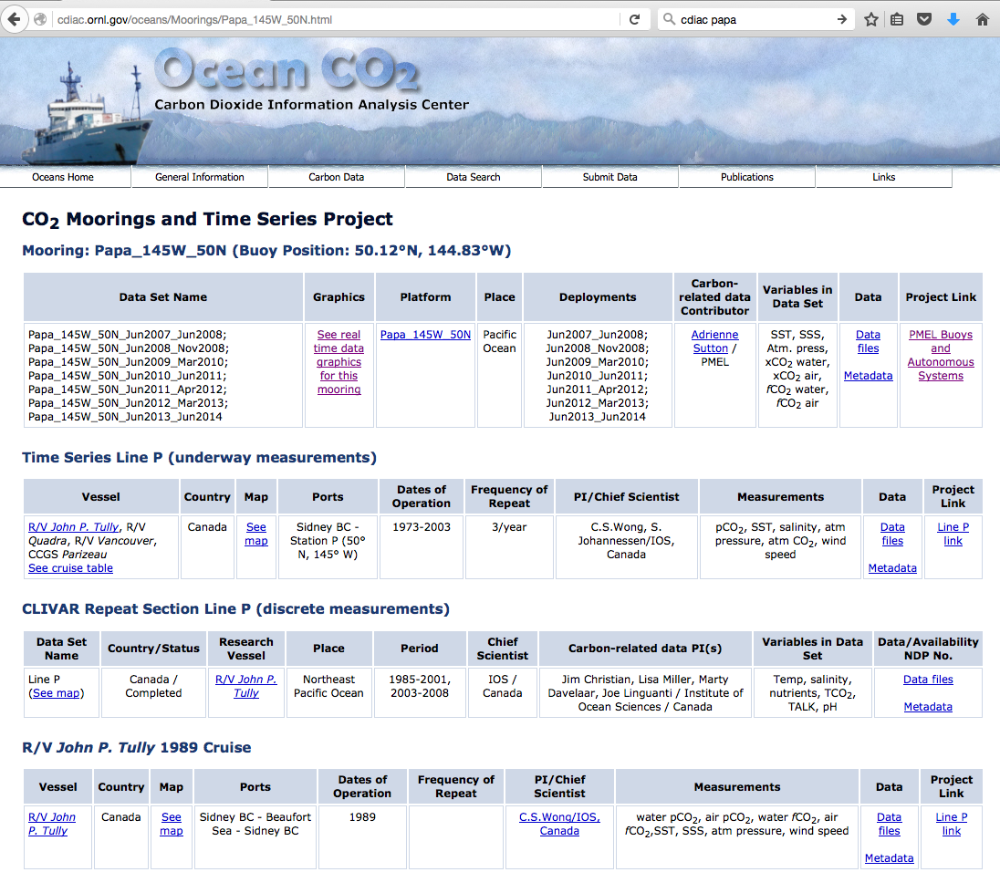 cdiac.ornl.gov/oceans/Moorings/Papa_145W_50N.html
cdiac papa
Ocean CO2
Carbon Dioxide Information Analysis Center
Oceans Home General Information Carbon Data Data Search Submit Data Publications Links
CO2 Moorings and Time Series Project
Mooring: Papa_145W_50N (Buoy Position: 50.12°N, 144.83°W)
Data Set Name
Graphics
Platform
Place
Deployments
Carbon-
related data
Contributor
Variables in
Data Set
Data
Project Link
Papa_145W_50N_Jun2007_Jun2008;
Papa_145W_50N_Jun2008_Nov2008;
Papa_145W_50N_Jun2009_Mar2010;
Papa_145W_50N_Jun2010_Jun2011;
Papa_145W_50N_Jun2011_Apr2012;
Papa_145W_50N_Jun2012_Mar2013;
Papa_145W_50N_Jun2013_Jun2014
See real
time data
graphics
for this
mooring
Papa_145W_50N
Pacific
Ocean
Jun2007_Jun2008;
Jun2008_Nov2008;
Jun2009_Mar2010;
Jun2010_Jun2011;
Jun2011_Apr2012;
Jun2012_Mar2013;
Jun2013_Jun2014
Adrienne
Sutton /
PMEL
SST, SSS,
Atm. press,
xCO2 water,
xCO2 air,
fCO2 water,
fCO2 air
Data
files
Metadata
PMEL Buoys
and
Autonomous
Systems
Time Series Line P (underway measurements)
Vessel
Country
Map
Ports
Dates of
Operation
Frequency of
Repeat
PI/Chief Scientist
Measurements
Data
Project
Link
R/V John P. Tully, R/V
Quadra, R/V Vancouver,
CCGS Parizeau
See cruise table
Canada
See
map
Sidney BC -
Station P (50°
N, 145° W)
1973-2003
3/year
C.S.Wong, S.
Johannessen/IOS,
Canada
pCO2, SST, salinity, atm
pressure, atm CO2, wind
speed
Data
files
Metadata
Line P
link
CLIVAR Repeat Section Line P (discrete measurements)
Data Set
Name
Country/Status
Research
Vessel
Place
Period
Chief
Scientist
Carbon-related data PI(s)
Variables in Data
Set
Data/Availability
NDP No.
Line P
(See map)
Canada /
Completed
R/V John P.
Tully
Northeast
Pacific Ocean
1985-2001,
2003-2008
IOS /
Canada
Jim Christian, Lisa Miller, Marty
Davelaar, Joe Linguanti / Institute of
Ocean Sciences / Canada
Temp, salinity,
nutrients, TCO2,
TALK, pH
Data files
Metadata
R/V John P. Tully 1989 Cruise
Vessel
Country
Map
Ports
Dates of
Operation
Frequency of
Repeat
PI/Chief
Scientist
Measurements
Data
Project
Link
R/V John
P. Tully
Canada
See
map
Sidney BC - Beaufort
Sea - Sidney BC
1989
C.S.Wong/IOS,
Canada
water pCO2, air pCO2, water fCO2, air
fCO2,SST, SSS, atm pressure, wind speed
Data
files
Metadata
Line P
link